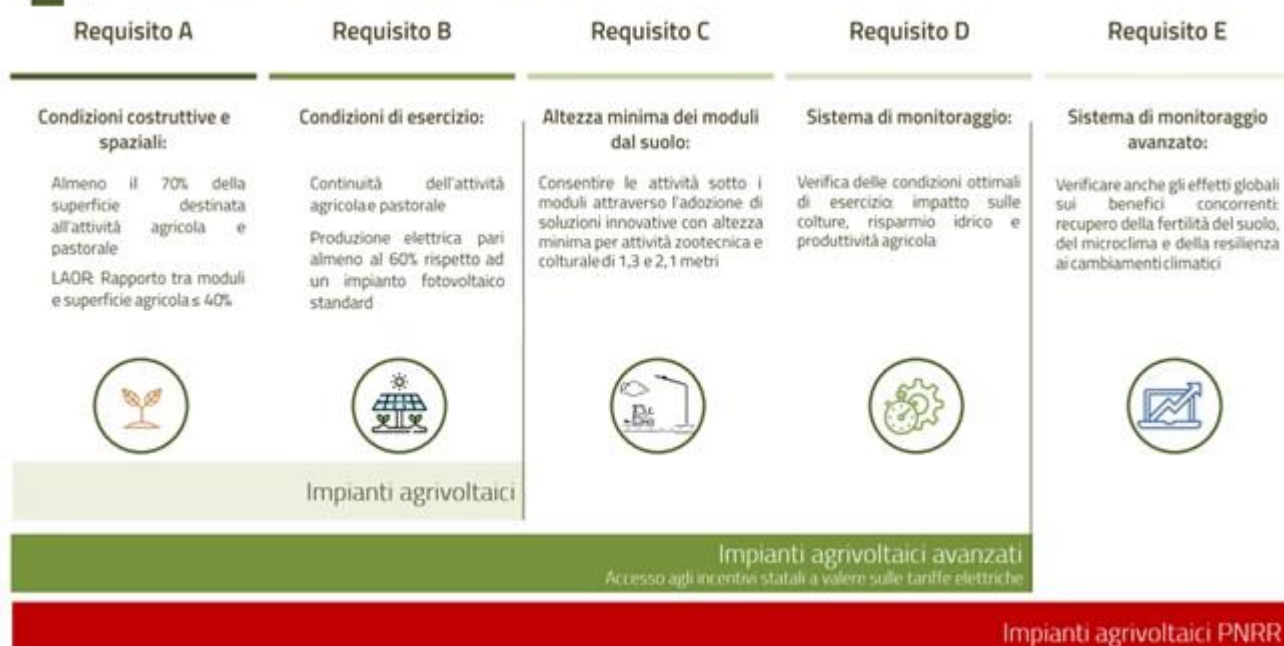 Requisito A
Requisito B
Requisito C
Requisito D
Requisito E
Condizioni costruttive e
spaziali:
Almeno il 70% della
superficie destinata
all'attività agricola e
pastorale
LAOR: Rapporto tra moduli
e superficie agricola ≤ 40%
Condizioni di esercizio:
Continuità dell'attività
agricola e pastorale
Produzione elettrica pari
almeno al 60% rispetto ad
un impianto fotovoltaico
standard
Altezza minima dei moduli
dal suolo:
Consentire le attività sotto i
moduli attraverso l'adozione di
soluzioni innovative con altezza
minima per attività zootecnica e
colturale di 1,3 e 2,1 metri
Sistema di monitoraggio:
Verifica delle condizioni ottimali
di esercizio: impatto sulle
colture, risparmio idrico e
produttività agricola
Sistema di monitoraggio
avanzato:
Verificare anche gli effetti globali
sui benefici concorrenti:
recupero della fertilità del suolo,
del microclima e della resilienza
ai cambiamenti climatici
Impianti agrivoltaici
Impianti agrivoltaici avanzati
Accesso agli incentivi statali a valere sulle tariffe elettriche
Impianti agrivoltaici PNRR